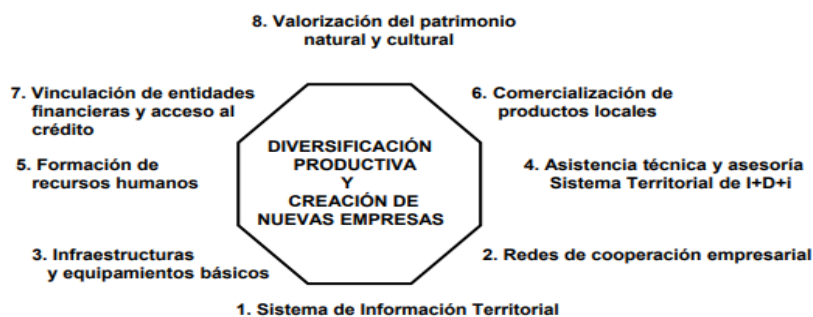 8. Valorización del patrimonio
natural y cultural
7. Vinculación de entidades
financieras y acceso al
crédito
6. Comercialización de
productos locales
DIVERSIFICACIÓN
PRODUCTIVA
Y
CREACIÓN DE
NUEVAS EMPRESAS
5. Formación de
recursos humanos
4. Asistencia técnica y asesoría
Sistema Territorial de I+D+i
3. Infraestructuras
y equipamientos básicos
2. Redes de cooperación empresarial
1. Sistema de Información Territorial